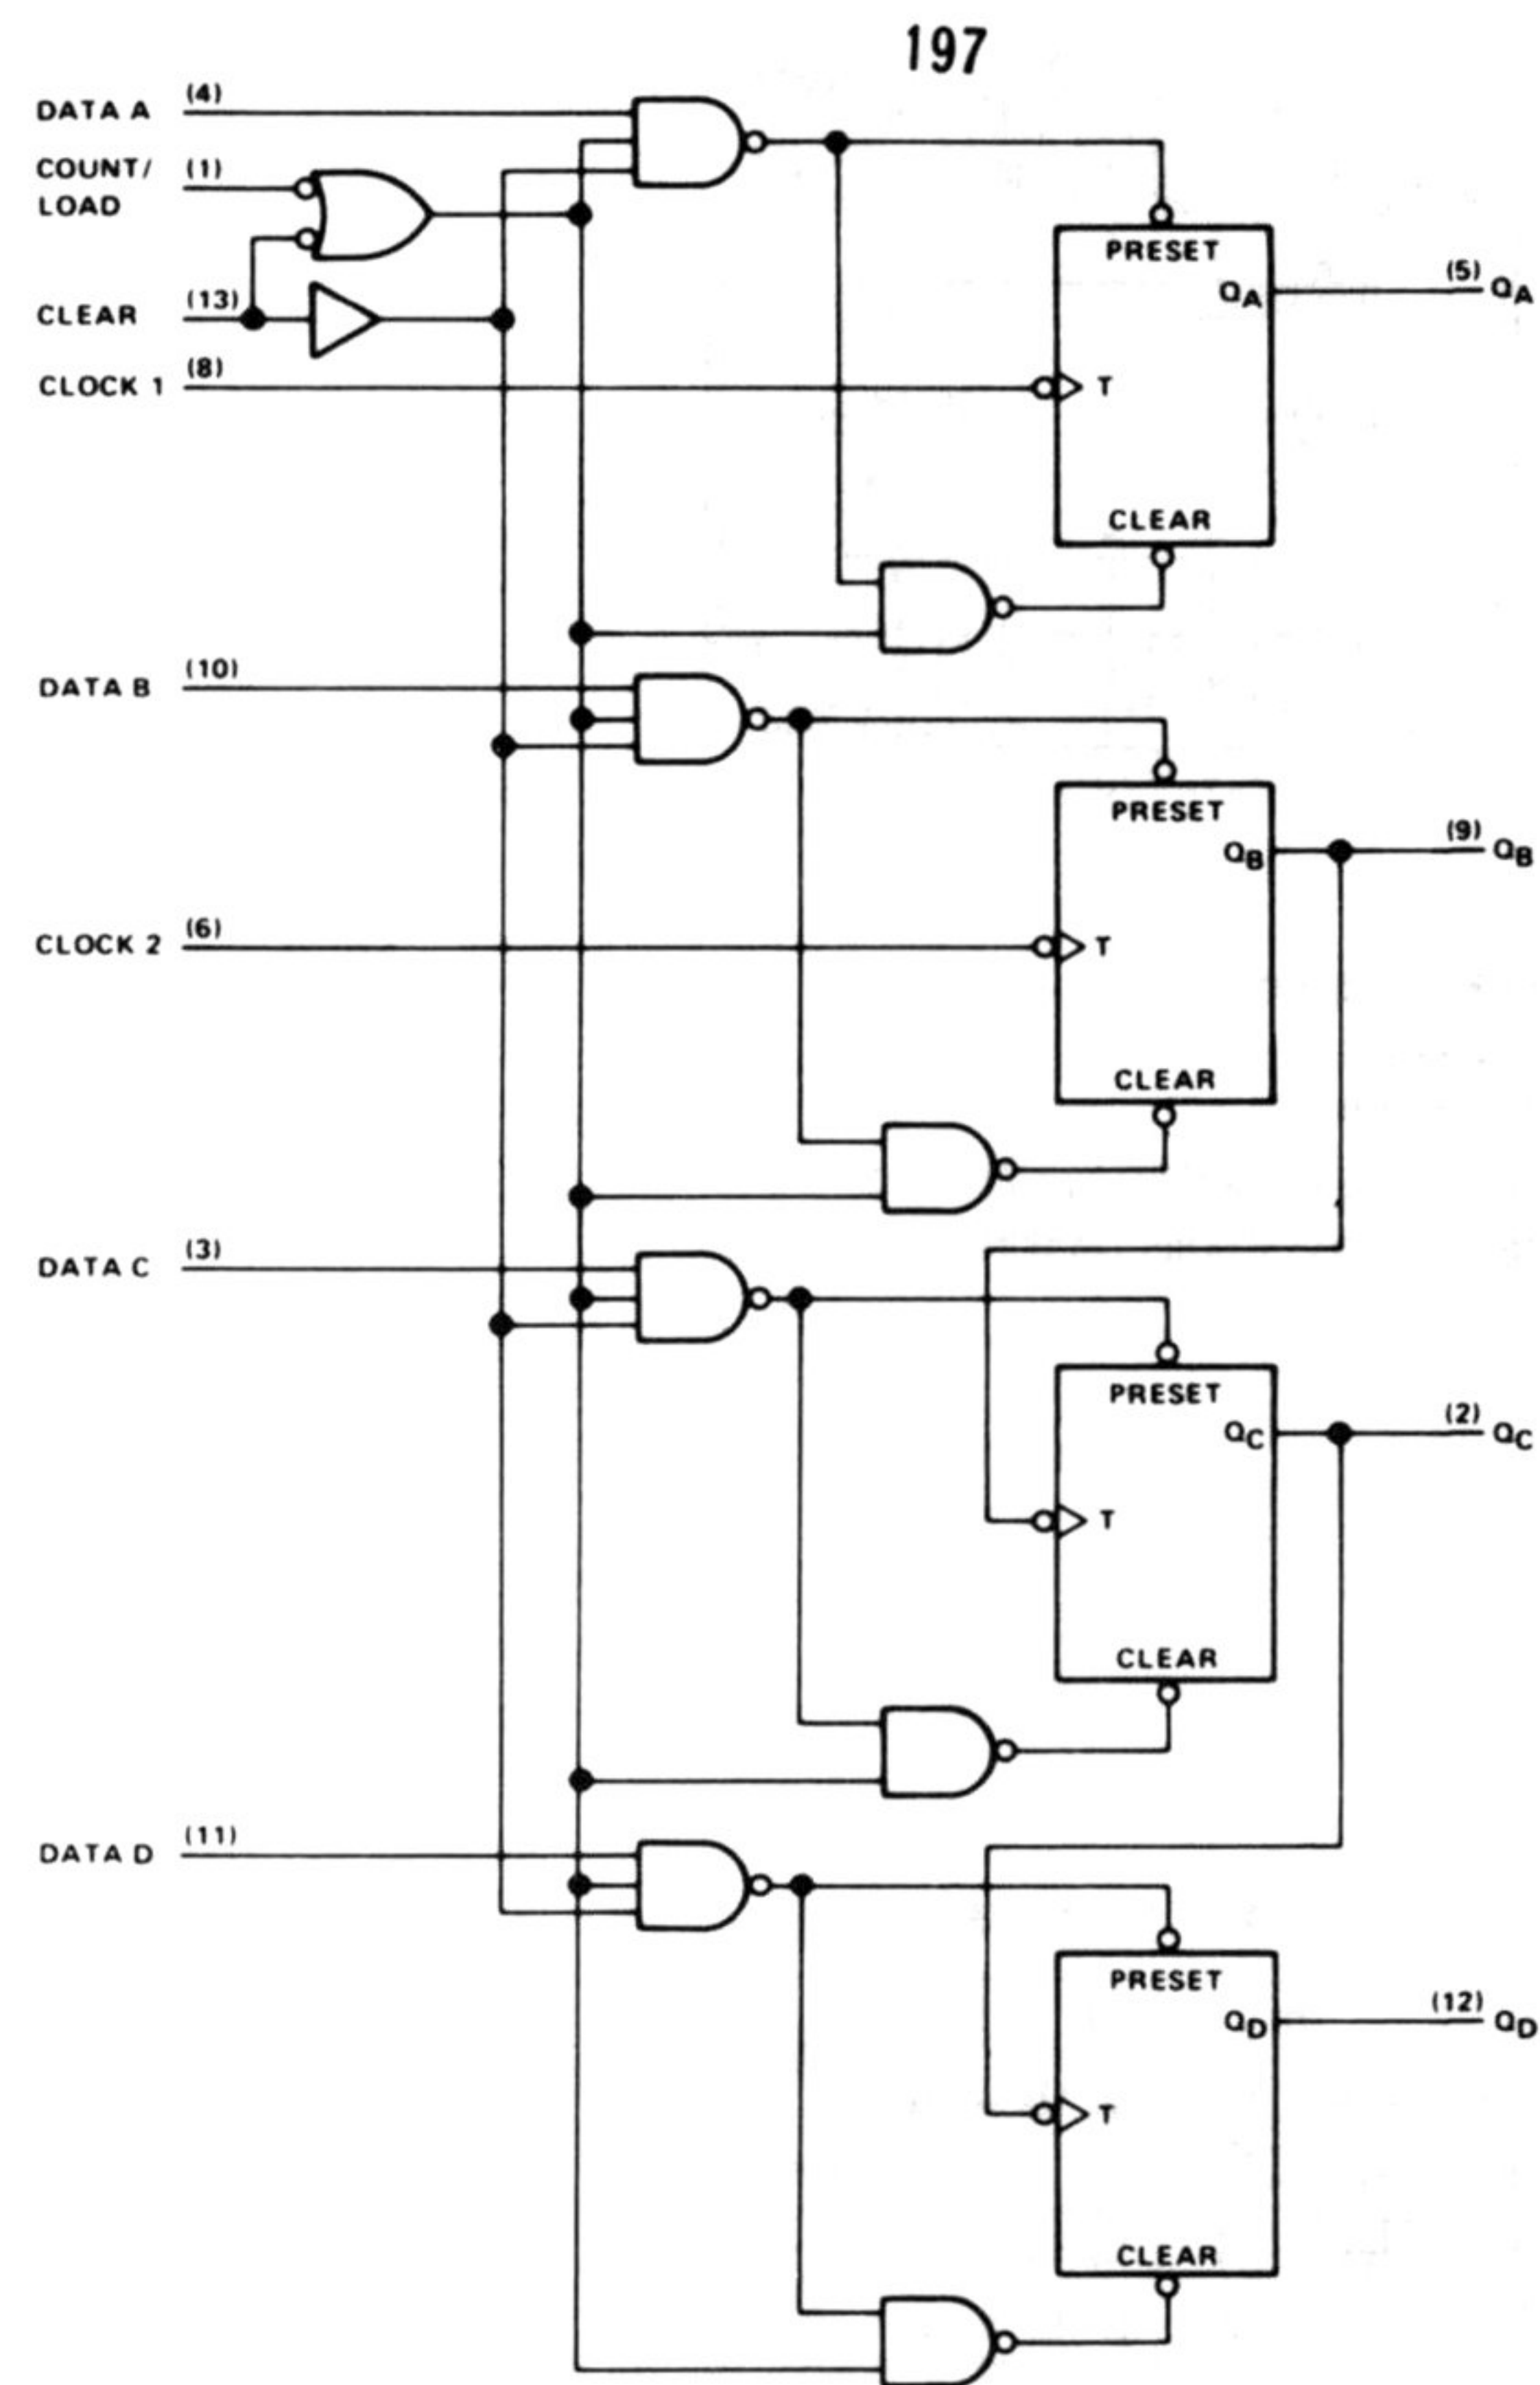 197
DATA A (4)
COUNT/ (1)
LOAD
PRESET
QA (5) QA
CLEAR (13)
CLOCK 1 (8)
T
CLEAR
DATA B (10)
PRESET
QB (9) QB
CLOCK 2 (6)
T
CLEAR
DATA C (3)
PRESET
QC (2) QC
T
CLEAR
DATA D (11)
PRESET
QD (12) QD
T
CLEAR